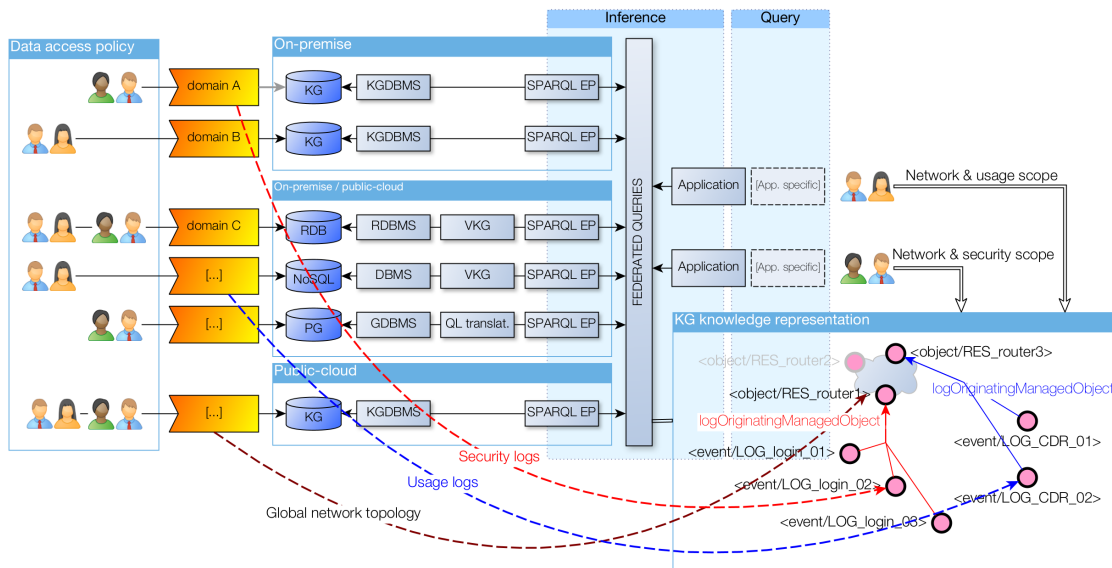 Inference
Query
Data access policy
On-premise
domain A
KG
KGDBMS
SPARQL EP
domain B
KG
KGDBMS
SPARQL EP
FEDERATED QUERIES
Application
[App. specific]
Network & usage scope
On-premise / public-cloud
domain C
RDB
RDBMS
VKG
SPARQL EP
[...]
NoSQL
DBMS
VKG
SPARQL EP
Application
[App. specific]
Network & security scope
[...]
PG
GDBMS
QL translat.
SPARQL EP
KG knowledge representation
<object/RES_router2>
<object/RES_router3>
Public-cloud
[...]
KG
KGDBMS
SPARQL EP
<object/RES_router1>
logOriginatingManagedObject
logOriginatingManagedObject
<event/LOG_CDR_01>
<event/LOG_login_01>
Security logs
Usage logs
<event/LOG_login_02>
<event/LOG_CDR_02>
Global network topology
<event/LOG_login_03>